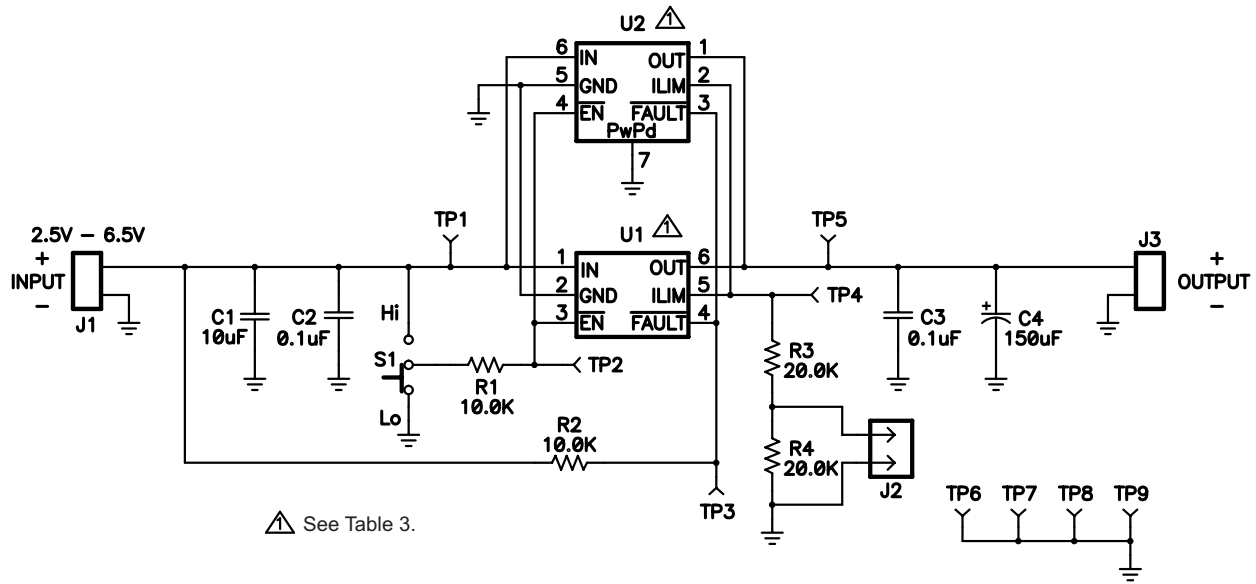 U2 1
6 IN OUT 1
5 GND ILIM 2
4 EN FAULT 3
PwPd
7
2.5V – 6.5V
+
INPUT
–
J1
TP1
U1 1
1 IN OUT 6
2 GND ILIM 5
3 EN FAULT 4
TP5
J3
+
OUTPUT
–
TP4
C1
10uF
C2
0.1uF
Hi
S1
Lo
R1
10.0K
TP2
R2
10.0K
TP3
R3
20.0K
R4
20.0K
J2
C3
0.1uF
+
C4
150uF
TP6 TP7 TP8 TP9
1 See Table 3.